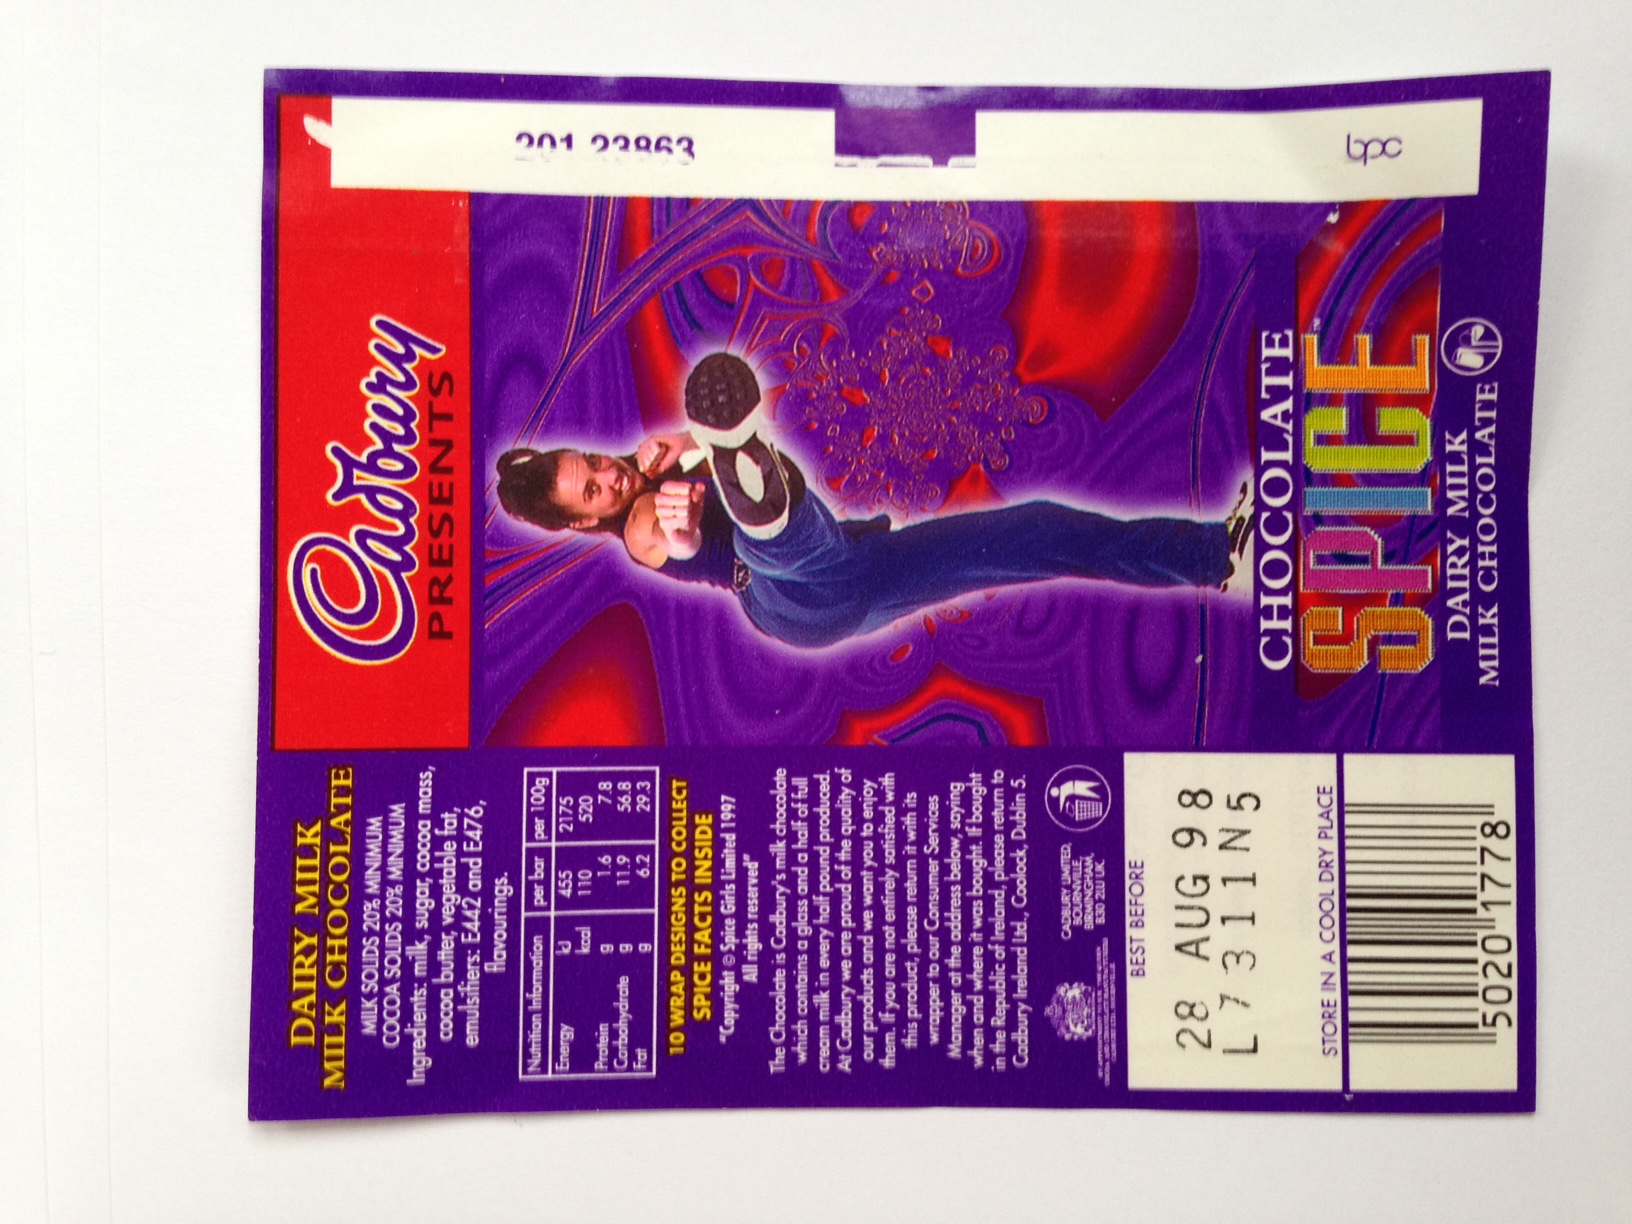 201 23863
bpc
Cadbury
PRESENTS
CHOCOLATE
SPICE
DAIRY MILK
MILK CHOCOLATE
DAIRY MILK
MILK CHOCOLATE
MILK SOLIDS 20% MINIMUM
COCOA SOLIDS 20% MINIMUM
Ingredients: milk, sugar, cocoa mass,
cocoa butter, vegetable fat,
emulsifiers: E442 and E476,
flavourings.
Nutrition Information per bar per 100g
Energy kJ 455 2175
kcal 110 520
Protein g 1.6 7.8
Carbohydrate g 11.9 56.8
Fat g 6.2 29.3
10 WRAP DESIGNS TO COLLECT
SPICE FACTS INSIDE
"Copyright © Spice Girls Limited 1997
All rights reserved"
The Chocolate is Cadbury's milk chocolate
which contains a glass and a half of full
cream milk in every half pound produced.
At Cadbury we are proud of the quality of
our products and we want you to enjoy
them. If you are not entirely satisfied with
this product, please return it with its
wrapper to our Consumer Services
Manager at the address below, saying
when and where it was bought. If bought
in the Republic of Ireland, please return to
Cadbury Ireland Ltd., Coolock, Dublin 5.
CADBURY LIMITED
BOURNVILLE,
BIRMINGHAM,
B30 2LU U.K.
BEST BEFORE
28 AUG 98
L7311N5
STORE IN A COOL DRY PLACE
5020 1778